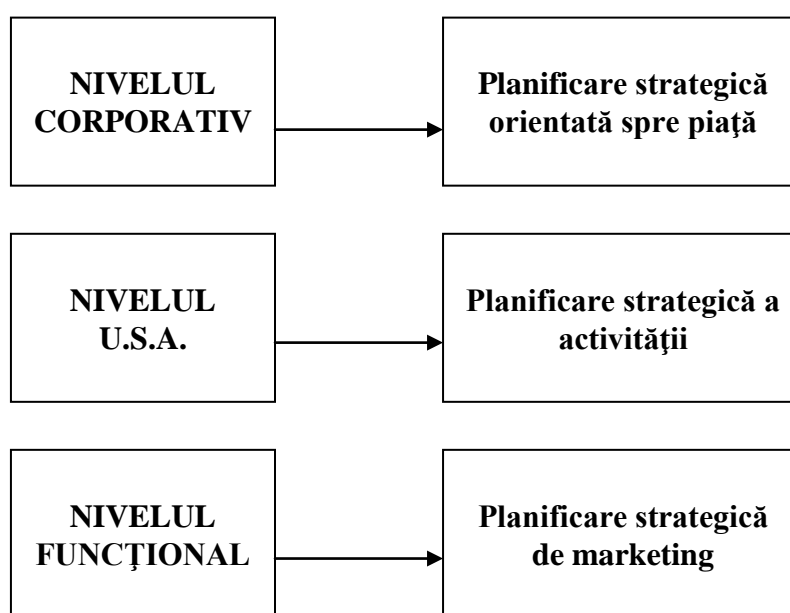 NIVELUL
CORPORATIV
Planificare strategică
orientată spre piaţă
NIVELUL
U.S.A.
Planificare strategică a
activităţii
NIVELUL
FUNCŢIONAL
Planificare strategică
de marketing